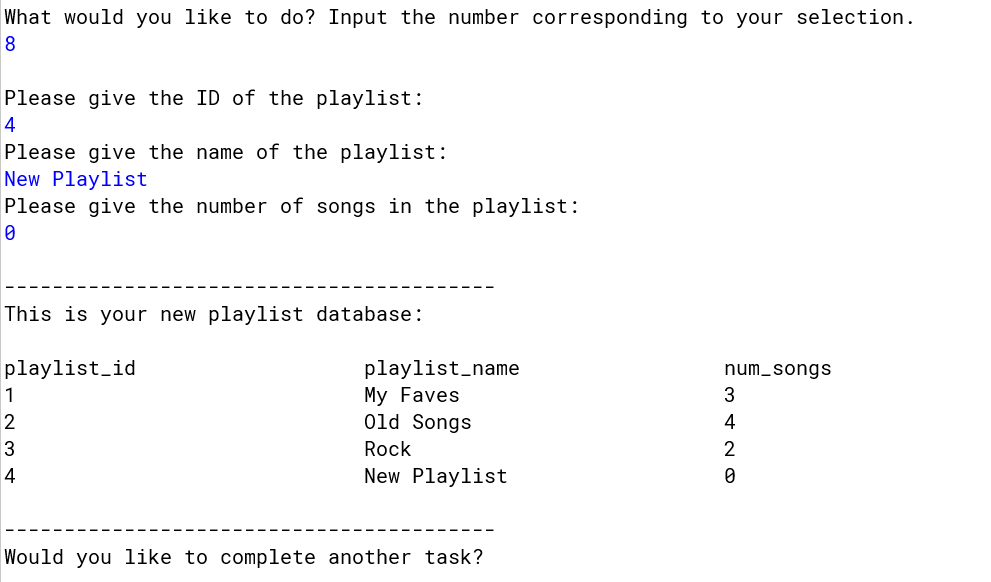 What would you like to do? Input the number corresponding to your selection.
8
Please give the ID of the playlist:
4
Please give the name of the playlist:
New Playlist
Please give the number of songs in the playlist:
0
-----------------------------------------
This is your new playlist database:
playlist_id playlist_name num_songs
1 My Faves 3
2 Old Songs 4
3 Rock 2
4 New Playlist 0
-----------------------------------------
Would you like to complete another task?